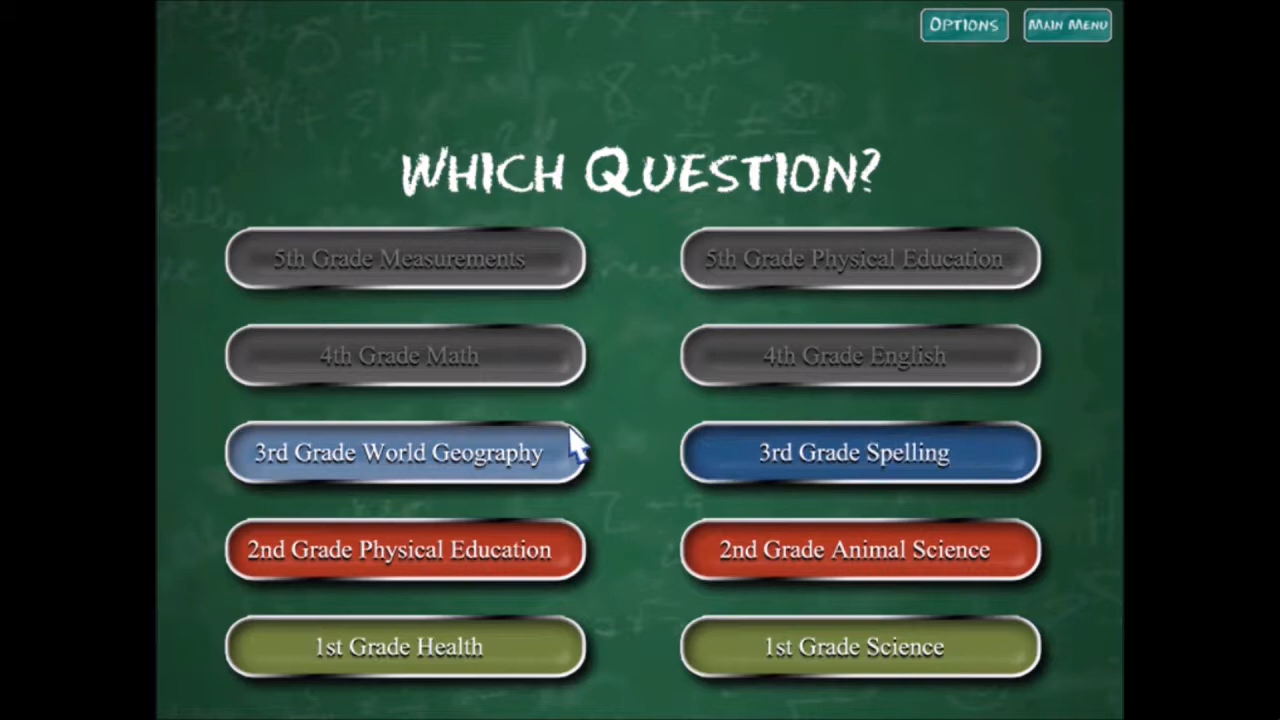 Options
Main Menu
Which Question?
5th Grade Measurements
5th Grade Physical Education
4th Grade Math
4th Grade English
3rd Grade World Geography
3rd Grade Spelling
2nd Grade Physical Education
2nd Grade Animal Science
1st Grade Health
1st Grade Science